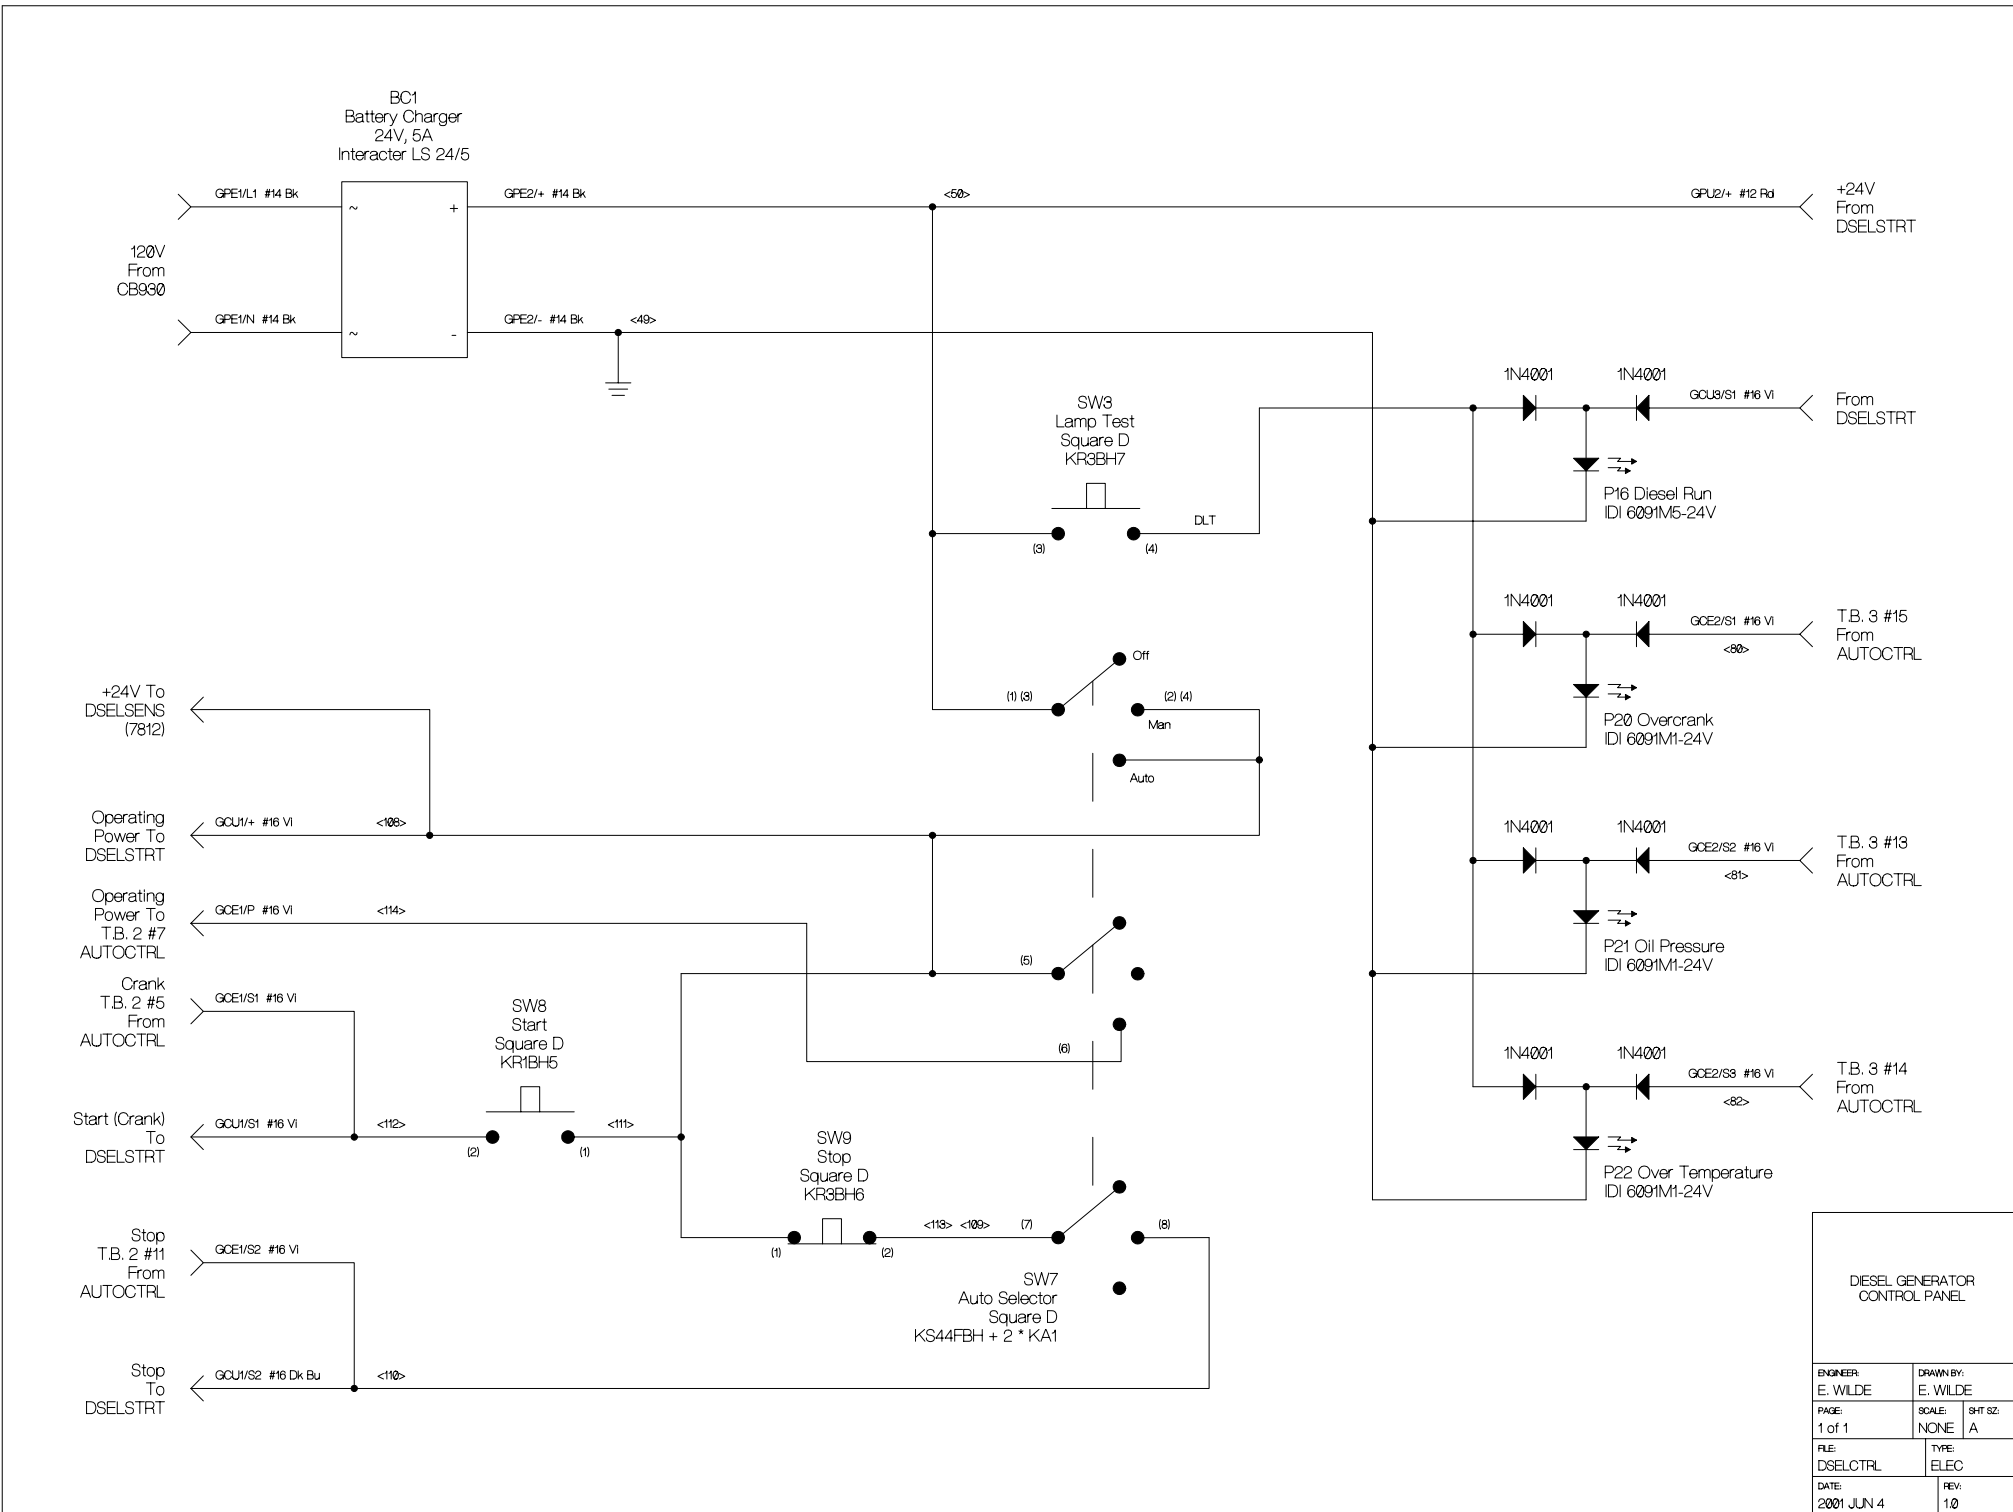 BC1
Battery Charger
24V, 5A
Interacter LS 24/5
GPE1/L1 #14 Bk
~
+
GPE2/+ #14 Bk
<50>
GPU2/+ #12 Rd
+24V
From
DSELSTRT
120V
From
CB930
GPE1/N #14 Bk
~
-
GPE2/- #14 Bk
<49>
SW3
Lamp Test
Square D
KR3BH7
(3)
(4)
DLT
1N4001
1N4001
GCU3/S1 #16 Vi
From
DSELSTRT
P16 Diesel Run
IDI 6091M5-24V
1N4001
1N4001
GCE2/S1 #16 Vi
<80>
T.B. 3 #15
From
AUTOCTRL
P20 Overcrank
IDI 6091M1-24V
Off
(1) (3)
(2) (4)
Man
Auto
+24V To
DSELSENS
(7812)
Operating
Power To
DSELSTRT
GCU1/+ #16 Vi
<108>
1N4001
1N4001
GCE2/S2 #16 Vi
<81>
T.B. 3 #13
From
AUTOCTRL
P21 Oil Pressure
IDI 6091M1-24V
Operating
Power To
T.B. 2 #7
AUTOCTRL
GCE1/P #16 Vi
<114>
(5)
(6)
Crank
T.B. 2 #5
From
AUTOCTRL
GCE1/S1 #16 Vi
SW8
Start
Square D
KR1BH5
1N4001
1N4001
GCE2/S3 #16 Vi
<82>
T.B. 3 #14
From
AUTOCTRL
P22 Over Temperature
IDI 6091M1-24V
Start (Crank)
To
DSELSTRT
GCU1/S1 #16 Vi
<112>
(2)
(1)
<111>
SW9
Stop
Square D
KR3BH6
(1)
(2)
<113> <109>
(7)
(8)
Stop
T.B. 2 #11
From
AUTOCTRL
GCE1/S2 #16 Vi
SW7
Auto Selector
Square D
KS44FBH + 2 * KA1
Stop
To
DSELSTRT
GCU1/S2 #16 Dk Bu
<110>
DIESEL GENERATOR
CONTROL PANEL
ENGINEER:
E. WILDE
DRAWN BY:
E. WILDE
PAGE:
1 of 1
SCALE:
NONE
SHT SZ:
A
FILE:
DSELCTRL
TYPE:
ELEC
DATE:
2001 JUN 4
REV:
1.0